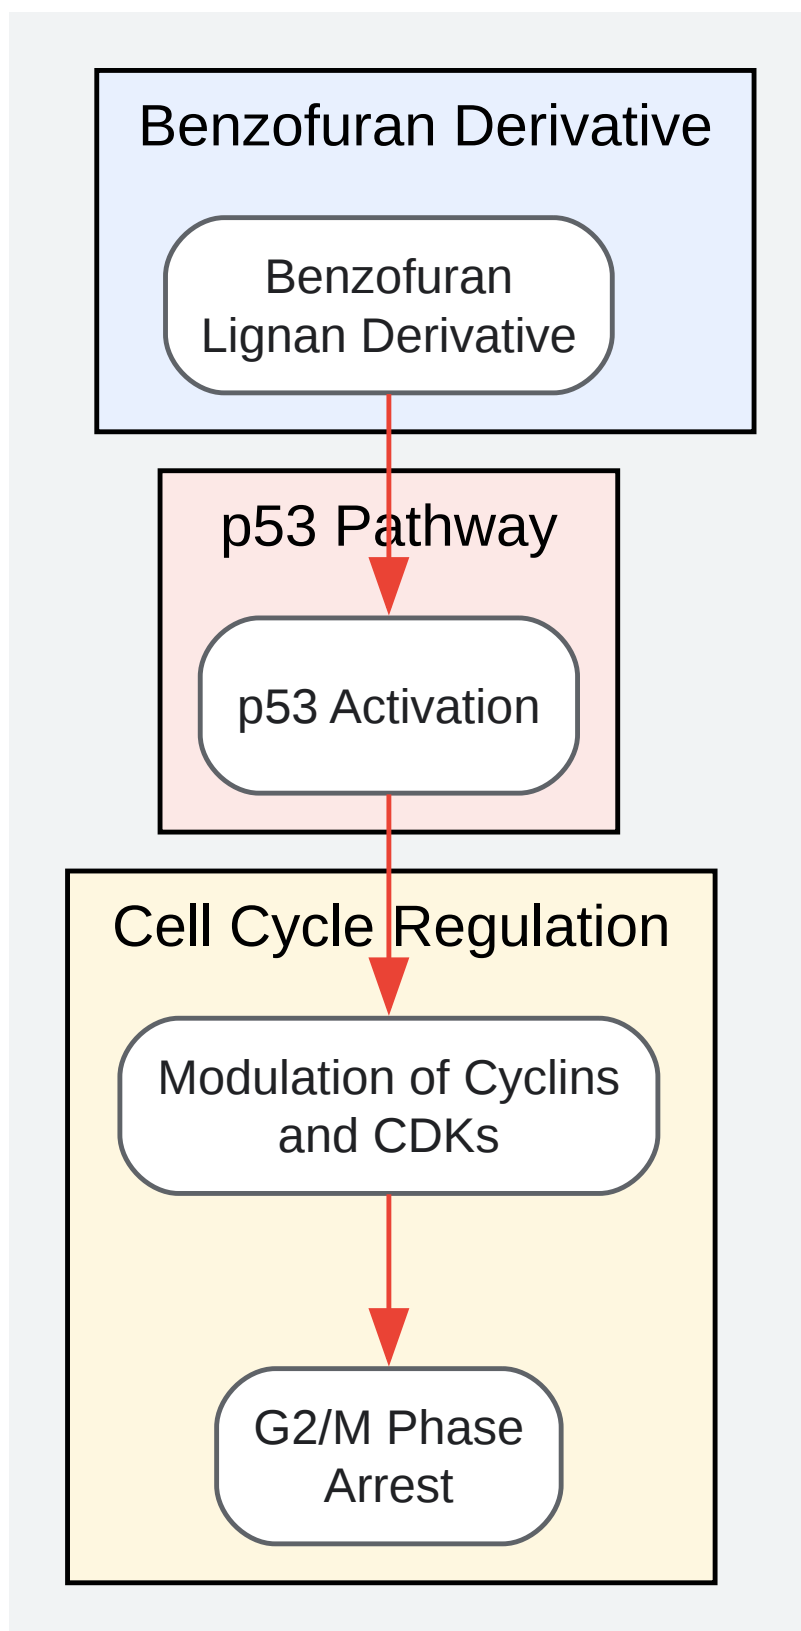 Benzofuran Derivative
Benzofuran
Lignan Derivative
p53 Pathway
p53 Activation
Cell Cycle Regulation
Modulation of Cyclins
and CDKs
G2/M Phase
Arrest